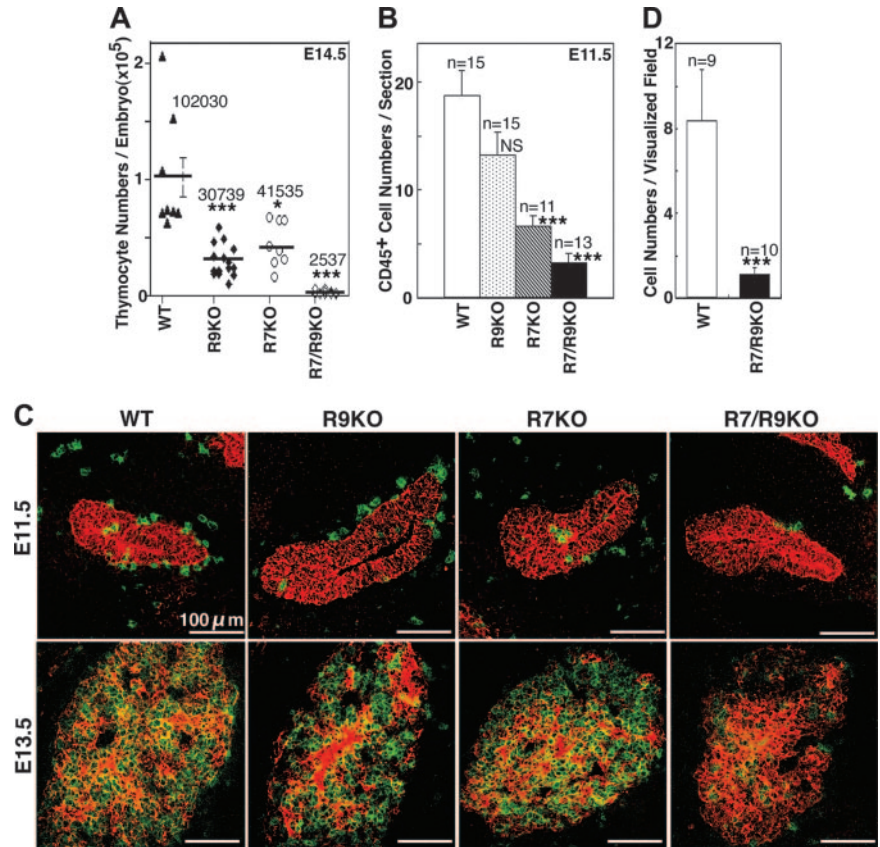 A
E14.5
Thymocyte Numbers / Embryo(x10⁵)
2
1
0
102030
30739
***
41535
*
2537
***
WT
R9KO
R7KO
R7/R9KO
B
E11.5
CD45⁺ Cell Numbers / Section
20
10
0
n=15
n=15
NS
n=11
***
n=13
***
WT
R9KO
R7KO
R7/R9KO
D
Cell Numbers / Visualized Field
12
8
4
0
n=9
n=10
***
WT
R7/R9KO
C
WT
R9KO
R7KO
R7/R9KO
E11.5
100 µm
E13.5